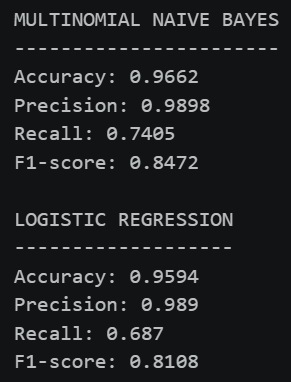 MULTINOMIAL NAIVE BAYES
-----------------------
Accuracy: 0.9662
Precision: 0.9898
Recall: 0.7405
F1-score: 0.8472

LOGISTIC REGRESSION
-------------------
Accuracy: 0.9594
Precision: 0.989
Recall: 0.687
F1-score: 0.8108